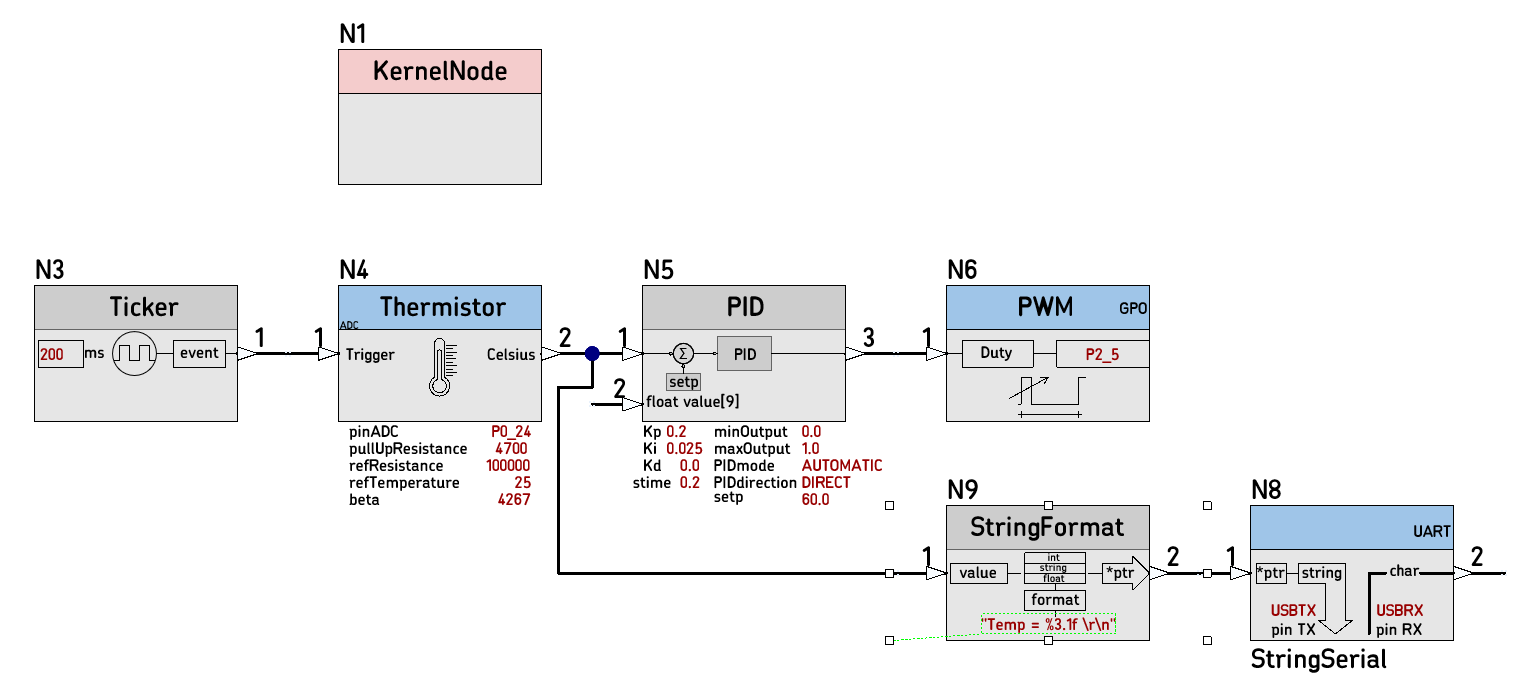 N1
KernelNode
N3
Ticker
200 ms
event
1
N4
Thermistor
ADC
1
Trigger
Celsius
2
pinADC P0_24
pullUpResistance 4700
refResistance 100000
refTemperature 25
beta 4267
N5
PID
1
Σ
PID
setp
2
float value[9]
3
Kp 0.2 minOutput 0.0
Ki 0.025 maxOutput 1.0
Kd 0.0 PIDmode AUTOMATIC
stime 0.2 PIDdirection DIRECT
setp 60.0
N6
PWM GPO
1
Duty
P2_5
N9
StringFormat
1
value
int
string
float
*ptr
format
"Temp = %3.1f \r\n"
2
N8
UART
1
*ptr
string
char
2
USBTX USBRX
pin TX pin RX
StringSerial